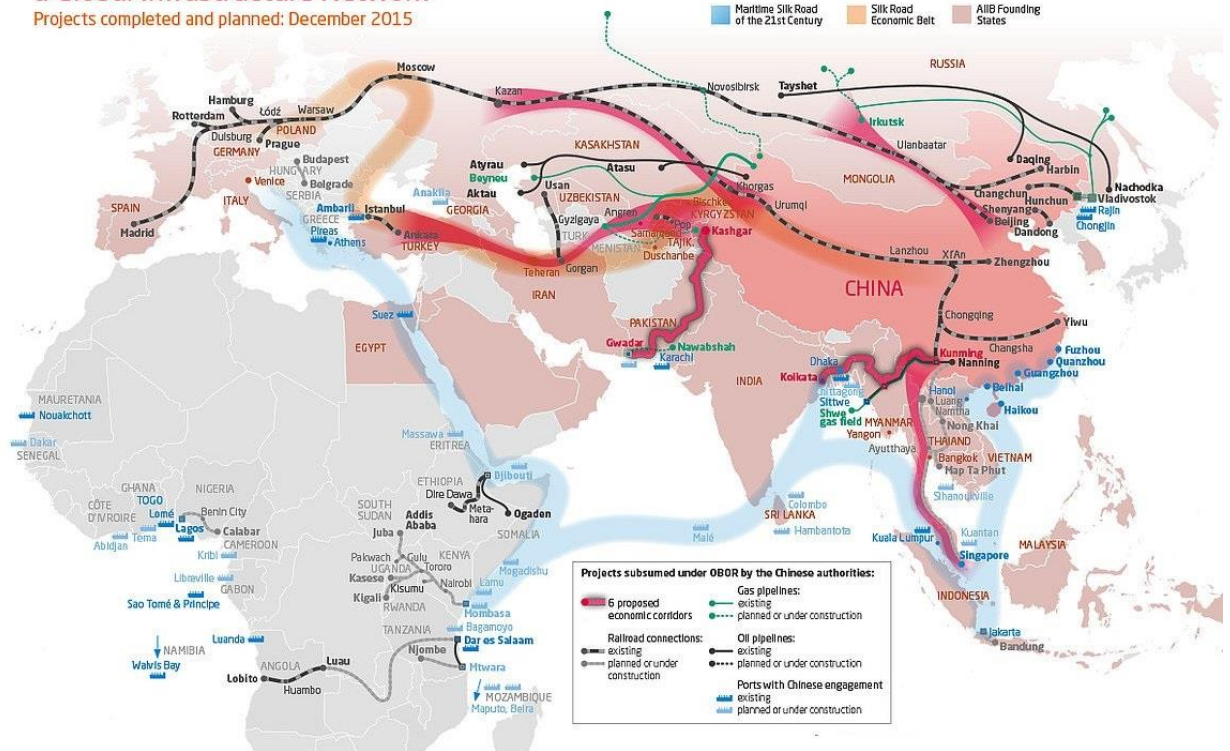 Projects completed and planned: December 2015
Maritime Silk Road
of the 21st Century
Silk Road
Economic Belt
AIIB Founding
States
RUSSIA
Moscow
Kazan
Novosibirsk
Tayshet
Hamburg
Rotterdam
Łódź
Warsaw
POLAND
Duisburg
Prague
GERMANY
Irkutsk
KASAKHSTAN
Ulanbaatar
Atyrau
Beyneu
Aktau
Atasu
Daqing
Harbin
Budapest
HUNGARY
Belgrade
SERBIA
Venice
ITALY
Anaklia
GEORGIA
Usan
UZBEKISTAN
Khorgas
MONGOLIA
Changchun
Hunchun
Nachodka
Vladivostok
Shenyang
Rajin
Chongjin
Beijing
Dandong
SPAIN
Madrid
Ambarli
Istanbul
GREECE
Pireas
Athens
Ankara
TURKEY
Gyzigaya
Angren
Bischkek
KYRGYZSTAN
Urumqi
TURK
MENISTAN
Samarqand
Pop
TAJIK.
Duschanbe
Kashgar
Teheran
Gorgan
IRAN
Lanzhou
Xi'An
Zhengzhou
CHINA
Suez
EGYPT
PAKISTAN
Gwadar
Nawabshah
Karachi
Chongqing
Yiwu
Changsha
INDIA
Dhaka
Kolkata
Chittagong
Sittwe
Shwe
gas field
Kunming
Nanning
Fuzhou
Quanzhou
Guangzhou
Beihai
Haikou
Hanoi
Luang
Namtha
Nong Khai
MYANMAR
Yangon
THAILAND
VIETNAM
Ayutthaya
Bangkok
Map Ta Phut
Sihanoukville
MAURETANIA
Nouakchott
Dakar
SENEGAL
Massawa
ERITREA
Djibouti
ETHIOPIA
Dire Dawa
Meta-
hara
Ogaden
SOMALIA
Addis
Ababa
SOUTH
SUDAN
Juba
GHANA
TOGO
NIGERIA
CÔTE
D'IVROIRE
Lomé
Benin City
Abidjan
Tema
Lagos
Calabar
CAMEROON
Kribi
Libreville
GABON
Sao Tomé & Principe
Pakwach
Gulu
UGANDA
Tororo
KENYA
Kasese
Kisumu
Nairobi
Lamu
Mogadishu
Kigali
RWANDA
Mombasa
Bagamoyo
TANZANIA
Dar es Salaam
Njombe
Mtwara
Luanda
NAMIBIA
Walvis Bay
ANGOLA
Luau
Lobito
Huambo
MOZAMBIQUE
Maputo, Beira
Malé
Colombo
SRI LANKA
Hambantota
Kuala Lumpur
Kuantan
Singapore
MALAYSIA
INDONESIA
Jakarta
Bandung
Projects subsumed under OBOR by the Chinese authorities:
6 proposed
economic corridors
Gas pipelines:
existing
planned or under construction
Railroad connections:
existing
planned or under
construction
Oil pipelines:
existing
planned or under construction
Ports with Chinese engagement
existing
planned or under construction